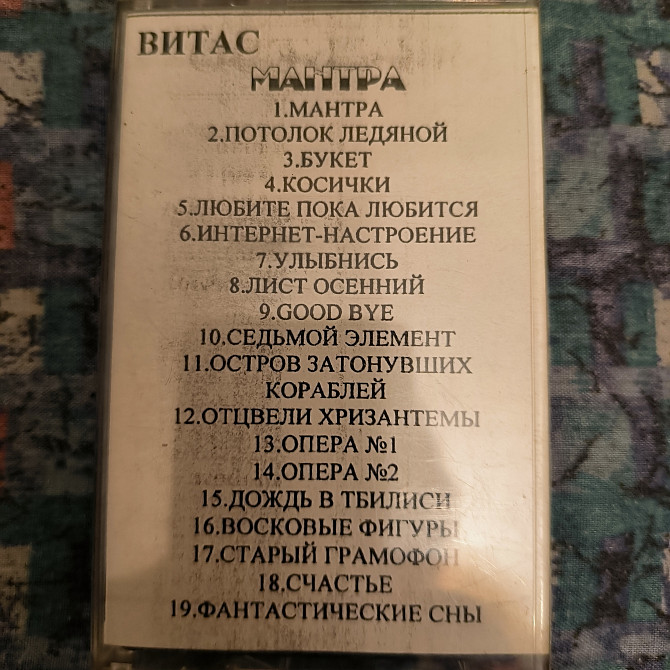 ВИТАС
МАНТРА
1.МАНТРА
2.ПОТОЛОК ЛЕДЯНОЙ
3.БУКЕТ
4.КОСИЧКИ
5.ЛЮБИТЕ ПОКА ЛЮБИТСЯ
6.ИНТЕРНЕТ-НАСТРОЕНИЕ
7.УЛЫБНИСЬ
8.ЛИСТ ОСЕННИЙ
9.GOOD BYE
10.СЕДЬМОЙ ЭЛЕМЕНТ
11.ОСТРОВ ЗАТОНУВШИХ
КОРАБЛЕЙ
12.ОТЦВЕЛИ ХРИЗАНТЕМЫ
13.ОПЕРА №1
14.ОПЕРА №2
15.ДОЖДЬ В ТБИЛИСИ
16.ВОСКОВЫЕ ФИГУРЫ
17.СТАРЫЙ ГРАМОФОН
18.СЧАСТЬЕ
19.ФАНТАСТИЧЕСКИЕ СНЫ